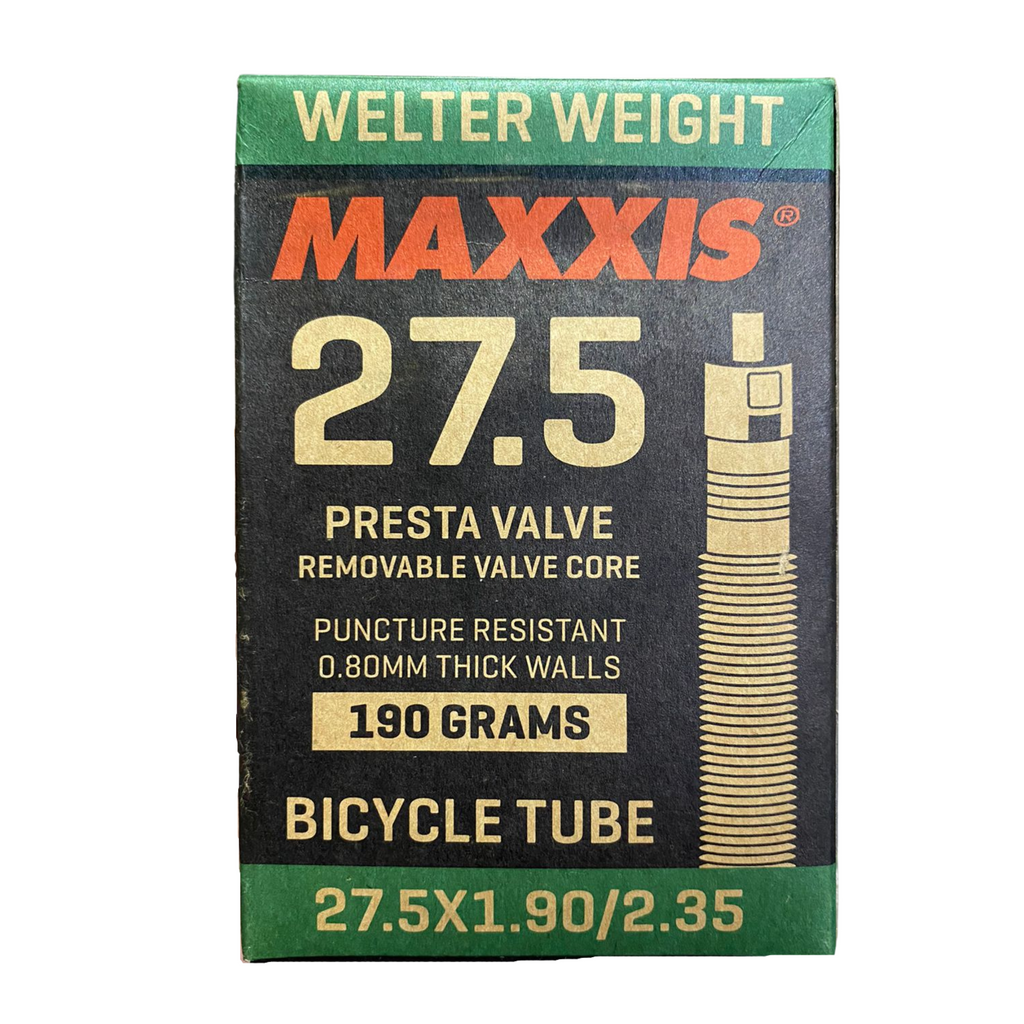 WELTER WEIGHT
MAXXIS®
27.5
PRESTA VALVE
REMOVABLE VALVE CORE
PUNCTURE RESISTANT
0.80MM THICK WALLS
190 GRAMS
BICYCLE TUBE
27.5X1.90/2.35